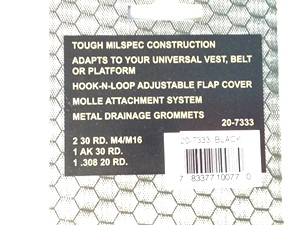 TOUGH MILSPEC CONSTRUCTION
ADAPTS TO YOUR UNIVERSAL VEST, BELT
OR PLATFORM
HOOK-N-LOOP ADJUSTABLE FLAP COVER
MOLLE ATTACHMENT SYSTEM
METAL DRAINAGE GROMMETS
20-7333
2 30 RD. M4/M16
1 AK 30 RD.
1 .308 20 RD.
20-7333 BLACK
7 83377 10077 0